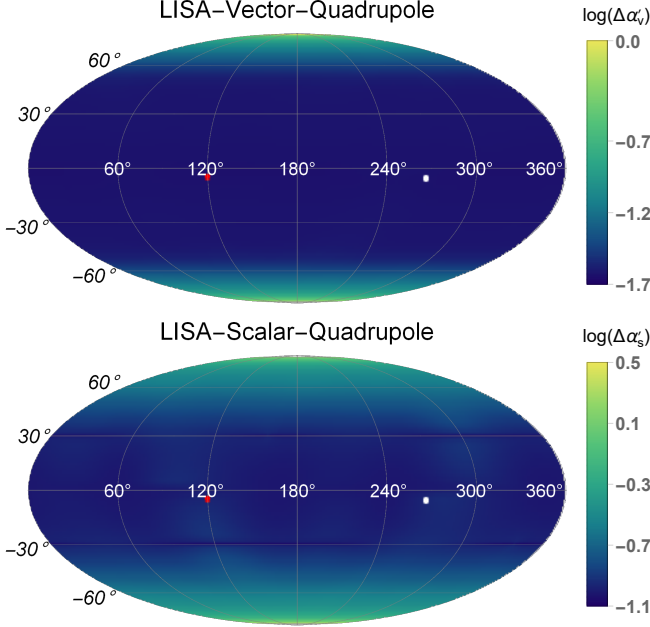 LISA−Vector−Quadrupole
log(Δα′v)
60°
30°
60° 120° 180° 240° 300° 360°
−30°
−60°
0.0
−0.7
−1.2
−1.7
LISA−Scalar−Quadrupole
log(Δα′s)
60°
30°
60° 120° 180° 240° 300° 360°
−30°
−60°
0.5
0.1
−0.3
−0.7
−1.1